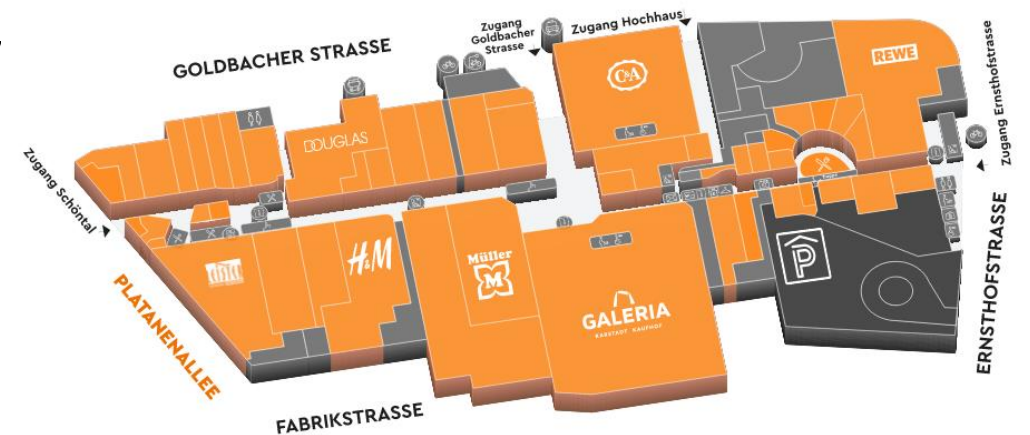 GOLDBACHER STRASSE
Zugang
Goldbacher
Strasse
Zugang Hochhaus
Zugang Ernsthofstrasse
REWE
C&A
DOUGLAS
Zugang Schöntal
H&M
Müller
M
P
GALERIA
KARSTADT KAUFHOF
dm
PLATANENALLEE
ERNSTHOFSTRASSE
FABRIKSTRASSE